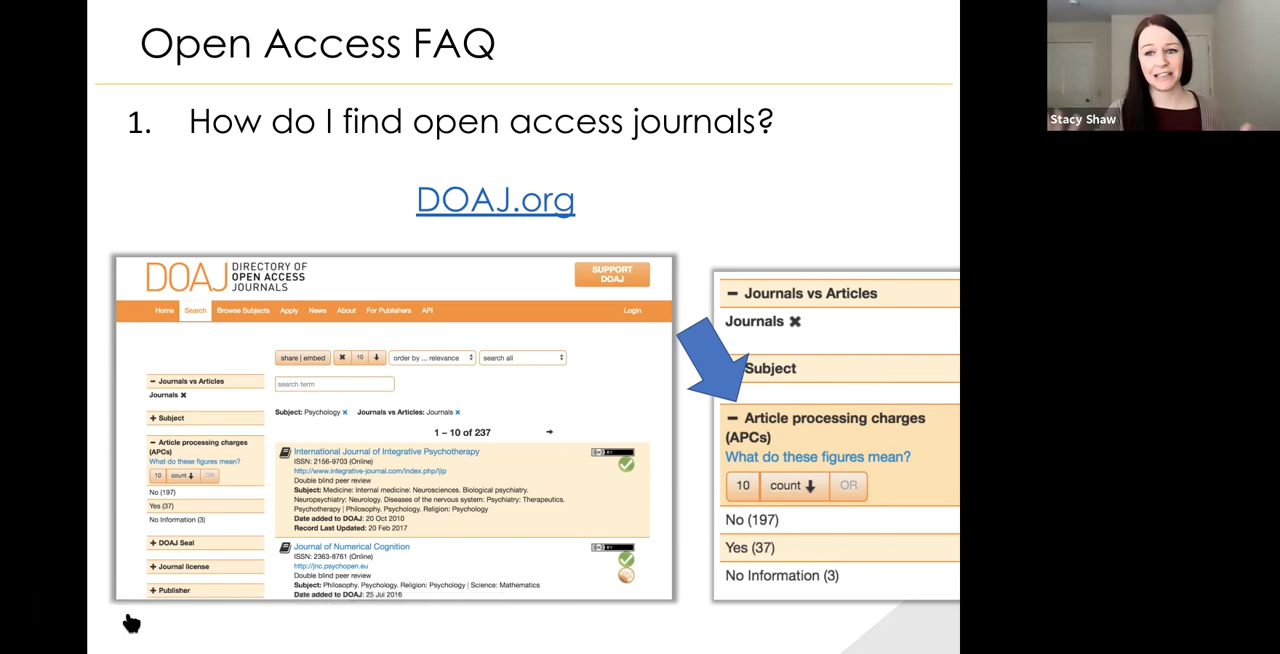 Open Access FAQ
1. How do I find open access journals?
DOAJ.org
DOAJ DIRECTORY OF
OPEN ACCESS
JOURNALS
SUPPORT
DOAJ
Home Search Browse Subjects Apply News About For Publishers API Login
share | embed ✖ 10 order by ... relevance search all
search term
− Journals vs Articles
Journals ✖
+ Subject
− Article processing charges
(APCs)
What do these figures mean?
10 count OR
No (197)
Yes (37)
No Information (3)
+ DOAJ Seal
+ Journal license
+ Publisher
Subject: Psychology ✖ Journals vs Articles: Journals ✖
1 – 10 of 237
International Journal of Integrative Psychotherapy
ISSN: 2156-9703 (Online)
http://www.integrative-journal.com/index.php/ijip
Double blind peer review
Subject: Medicine: Internal medicine: Neurosciences. Biological psychiatry.
Neuropsychiatry: Neurology. Diseases of the nervous system: Psychiatry: Therapeutics.
Psychotherapy | Philosophy. Psychology. Religion: Psychology
Date added to DOAJ: 20 Oct 2010
Record Last Updated: 20 Feb 2017
Journal of Numerical Cognition
ISSN: 2363-8761 (Online)
http://jnc.psychopen.eu
Double blind peer review
Subject: Philosophy. Psychology. Religion: Psychology | Science: Mathematics
Date added to DOAJ: 25 Jul 2016
− Journals vs Articles
Journals ✖
Subject
− Article processing charges
(APCs)
What do these figures mean?
10 count OR
No (197)
Yes (37)
No Information (3)
Stacy Shaw